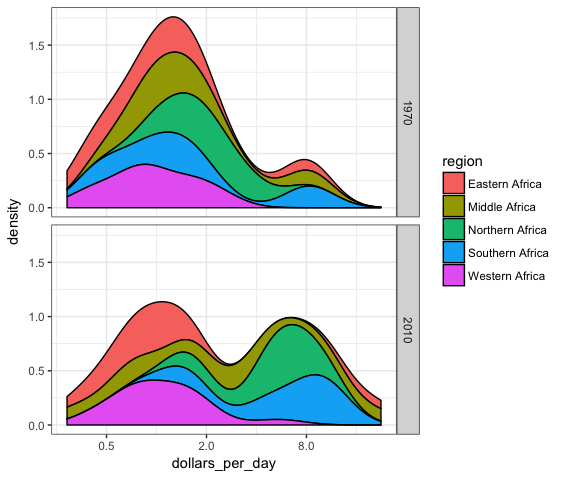 1970
1.5
1.0
0.5
0.0
2010
1.5
1.0
0.5
0.0
0.5 2.0 8.0
dollars_per_day
density
region
Eastern Africa
Middle Africa
Northern Africa
Southern Africa
Western Africa